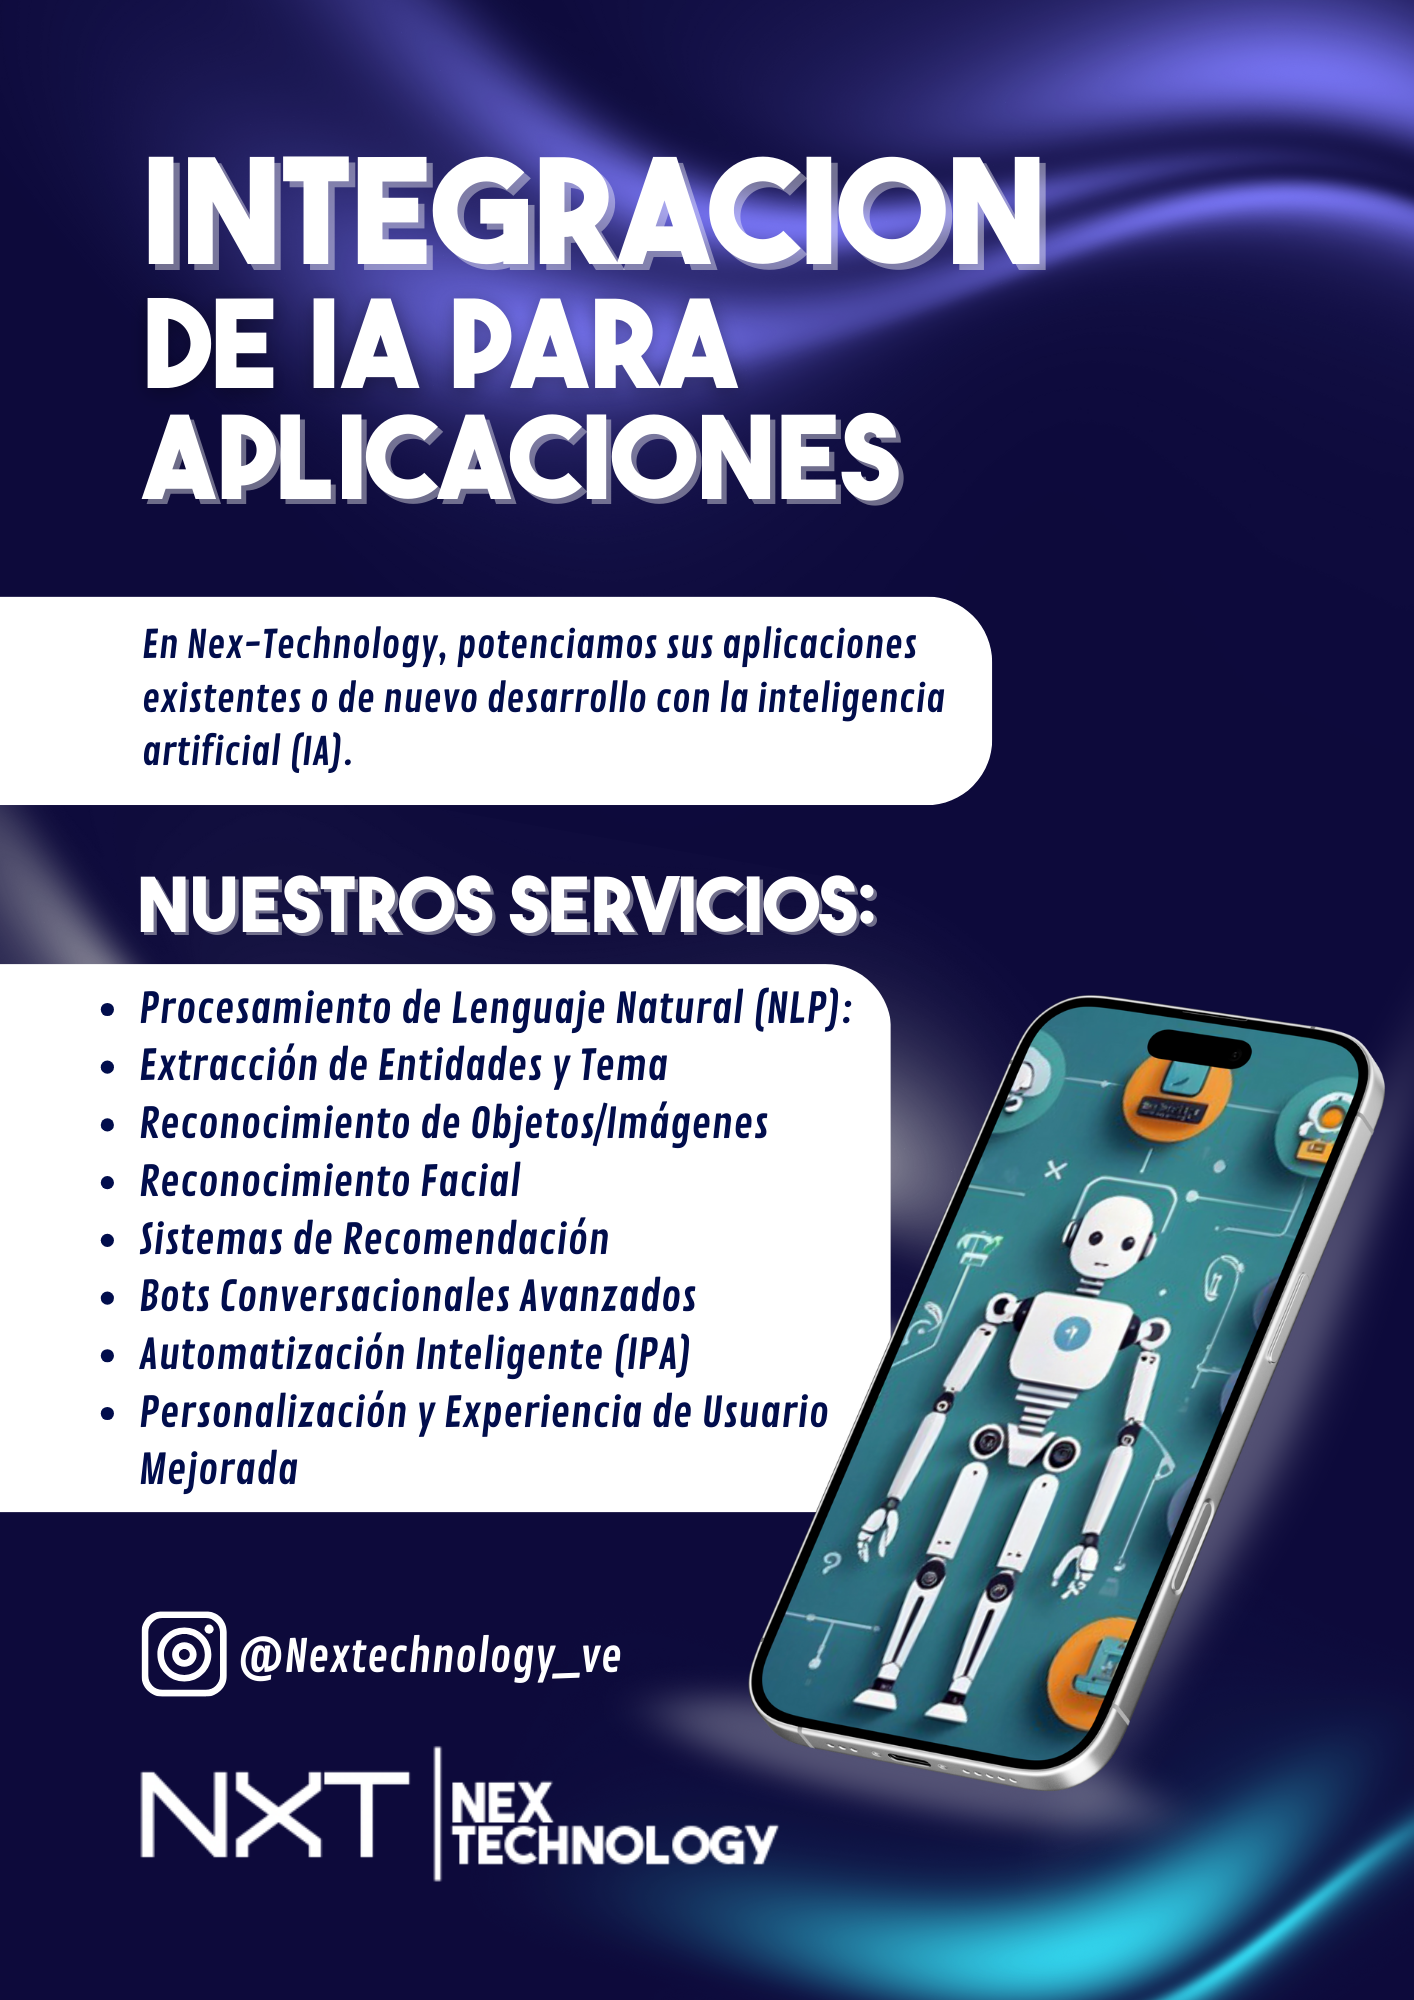 INTEGRACION
DE IA PARA
APLICACIONES
En Nex-Technology, potenciamos sus aplicaciones
existentes o de nuevo desarrollo con la inteligencia
artificial (IA).
NUESTROS SERVICIOS:
• Procesamiento de Lenguaje Natural (NLP):
• Extracción de Entidades y Tema
• Reconocimiento de Objetos/Imágenes
• Reconocimiento Facial
• Sistemas de Recomendación
• Bots Conversacionales Avanzados
• Automatización Inteligente (IPA)
• Personalización y Experiencia de Usuario
Mejorada
@Nextechnology_ve
NXT
NEX
TECHNOLOGY